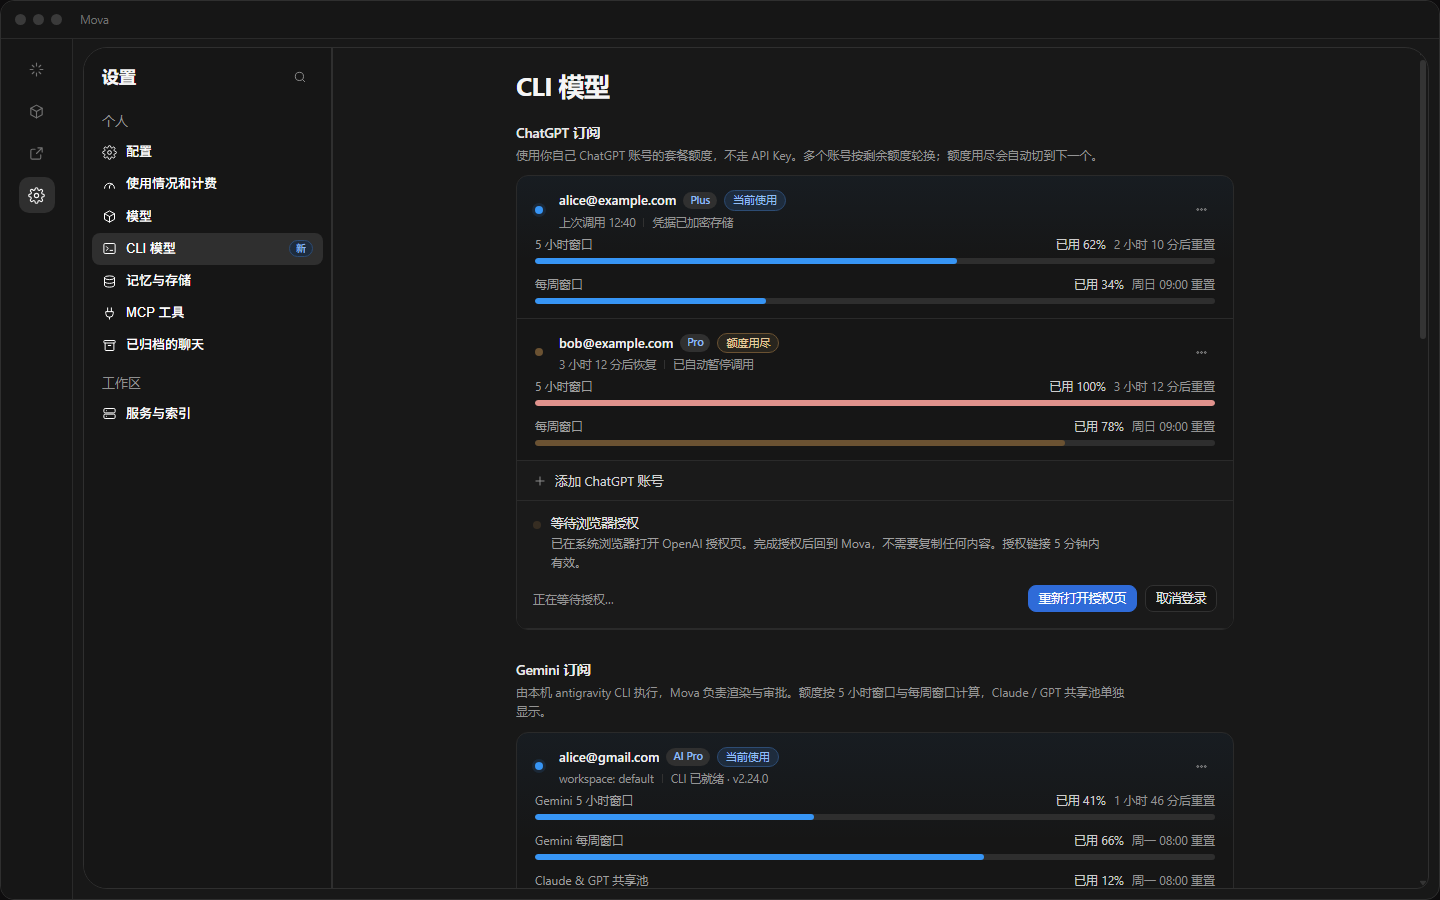 Mova
设置
个人
配置
使用情况和计费
模型
CLI 模型 新
记忆与存储
MCP 工具
已归档的聊天
工作区
服务与索引
CLI 模型
ChatGPT 订阅
使用你自己 ChatGPT 账号的套餐额度，不走 API Key。多个账号按剩余额度轮换；额度用尽会自动切到下一个。
alice@example.com Plus 当前使用
上次调用 12:40 凭据已加密存储
5 小时窗口 已用 62% 2 小时 10 分后重置
每周窗口 已用 34% 周日 09:00 重置
bob@example.com Pro 额度用尽
3 小时 12 分后恢复 已自动暂停调用
5 小时窗口 已用 100% 3 小时 12 分后重置
每周窗口 已用 78% 周日 09:00 重置
添加 ChatGPT 账号
等待浏览器授权
已在系统浏览器打开 OpenAI 授权页。完成授权后回到 Mova，不需要复制任何内容。授权链接 5 分钟内
有效。
正在等待授权... 重新打开授权页 取消登录
Gemini 订阅
由本机 antigravity CLI 执行，Mova 负责渲染与审批。额度按 5 小时窗口与每周窗口计算，Claude / GPT 共享池单独
显示。
alice@gmail.com AI Pro 当前使用
workspace: default CLI 已就绪 · v2.24.0
Gemini 5 小时窗口 已用 41% 1 小时 46 分后重置
Gemini 每周窗口 已用 66% 周一 08:00 重置
Claude & GPT 共享池 已用 12% 周一 08:00 重置